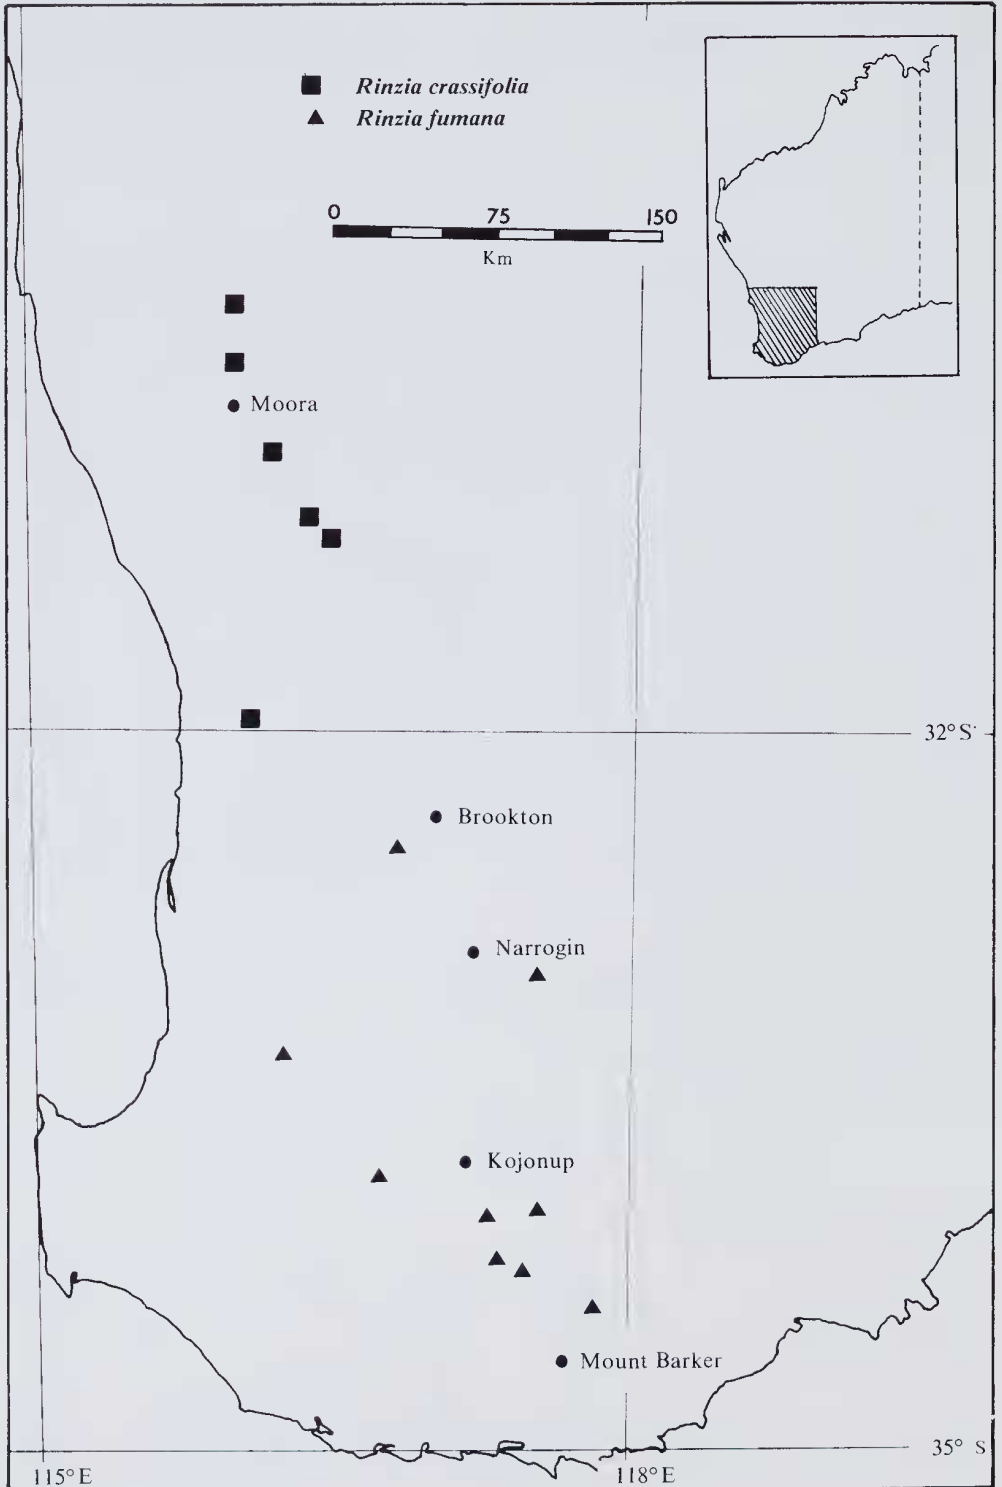 Rinzia crassifolia
Rinzia fumana
0 75 150
Km
Moora
32° S
Brookton
Narrogin
Kojonup
Mount Barker
35° S
115°E 118°E